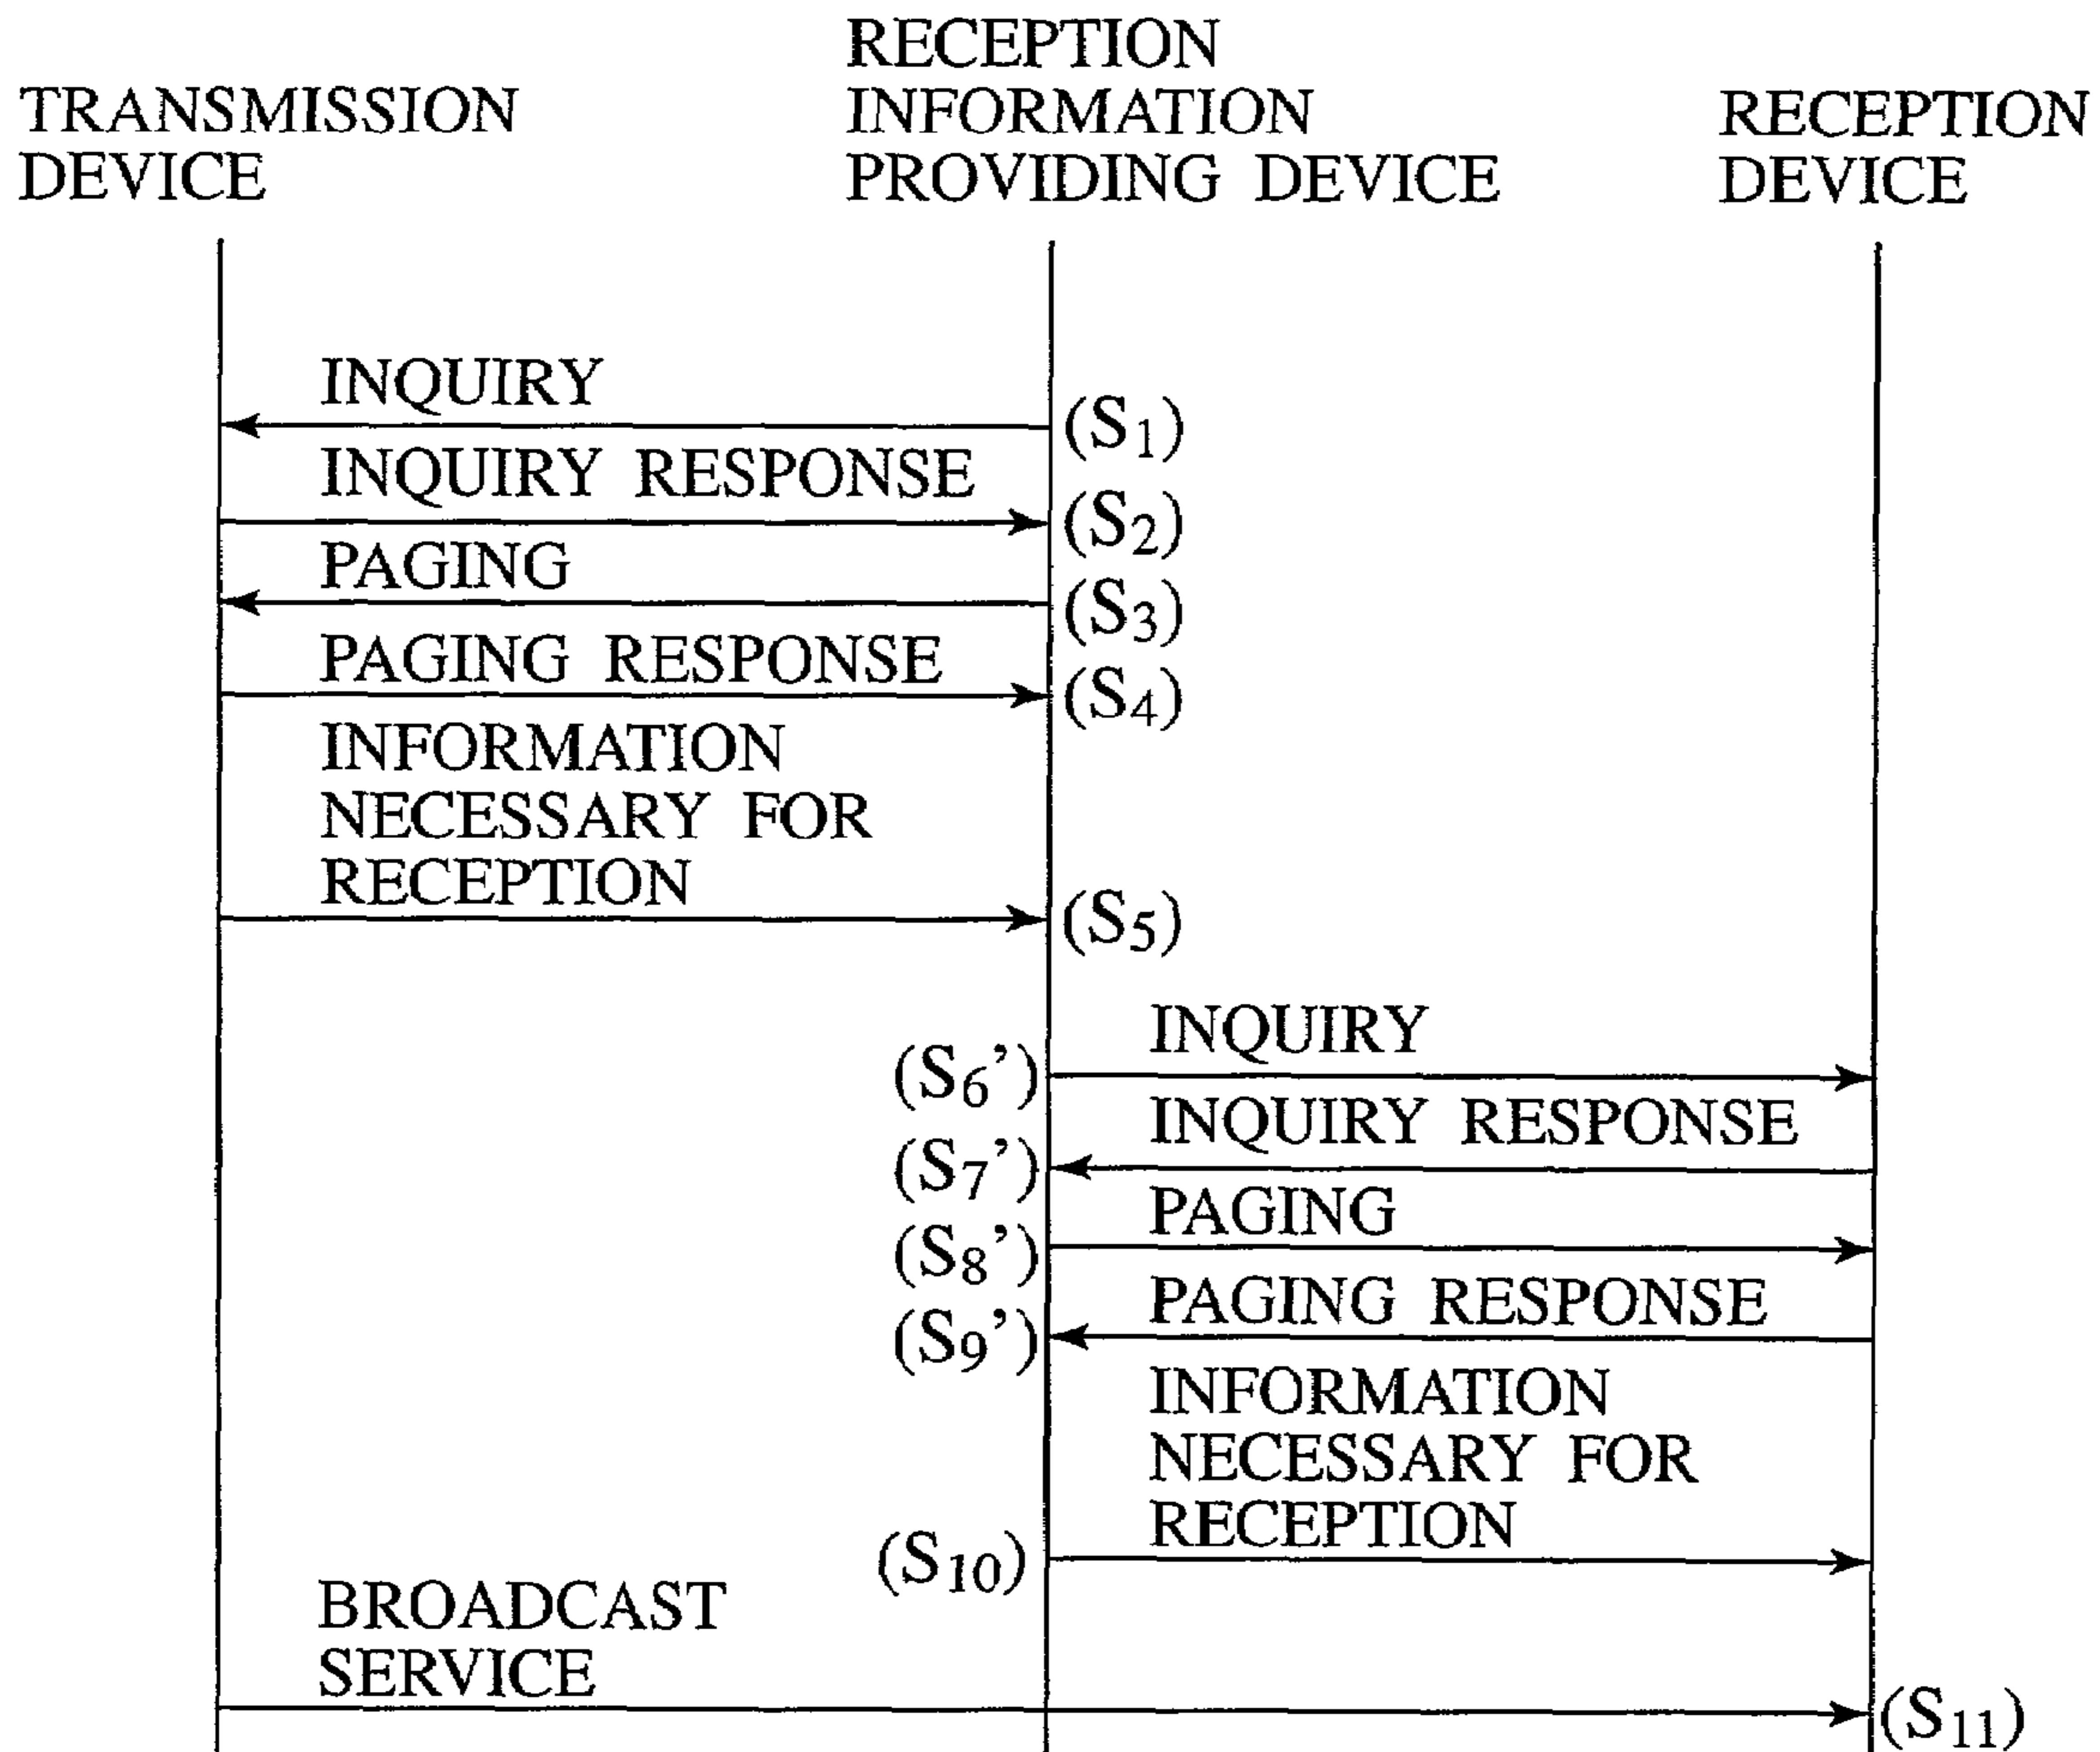 TRANSMISSION
DEVICE
RECEPTION
INFORMATION
PROVIDING DEVICE
RECEPTION
DEVICE
INQUIRY
(S1)
INQUIRY RESPONSE
(S2)
PAGING
(S3)
PAGING RESPONSE
(S4)
INFORMATION
NECESSARY FOR
RECEPTION
(S5)
INQUIRY
(S6’)
INQUIRY RESPONSE
(S7’)
PAGING
(S8’)
PAGING RESPONSE
(S9’)
INFORMATION
NECESSARY FOR
RECEPTION
(S10)
BROADCAST
SERVICE
(S11)